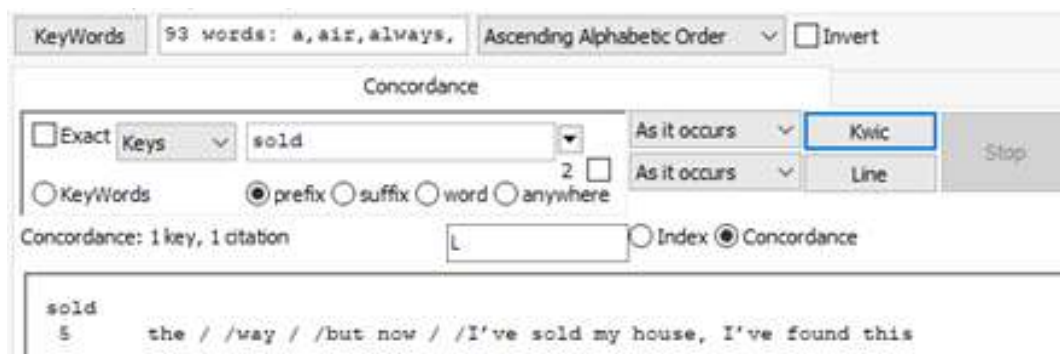 KeyWords 93 words: a,air,always, Ascending Alphabetic Order Invert
Concordance
Exact Keys sold As it occurs Kwic Stop
2 As it occurs Line
KeyWords prefix suffix word anywhere
Concordance: 1 key, 1 citation L Index Concordance
sold
5 the / /way / /but now / /I've sold my house, I've found this